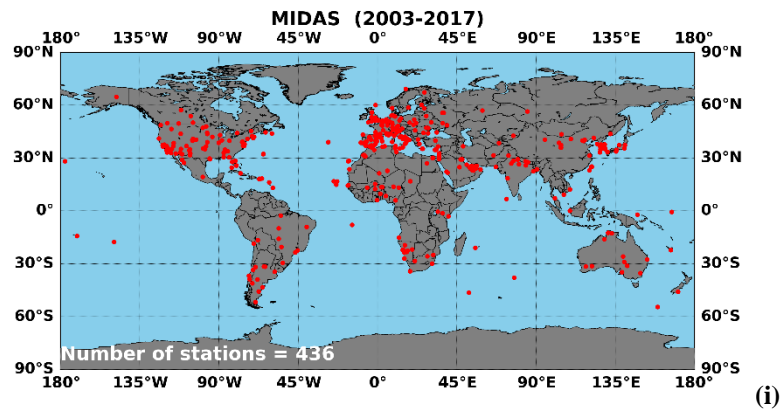 MIDAS (2003-2017)
180° 135°W 90°W 45°W 0° 45°E 90°E 135°E 180°
90°N 90°N
60°N 60°N
30°N 30°N
0° 0°
30°S 30°S
60°S 60°S
Number of stations = 436
90°S 90°S
180° 135°W 90°W 45°W 0° 45°E 90°E 135°E 180°
(i)